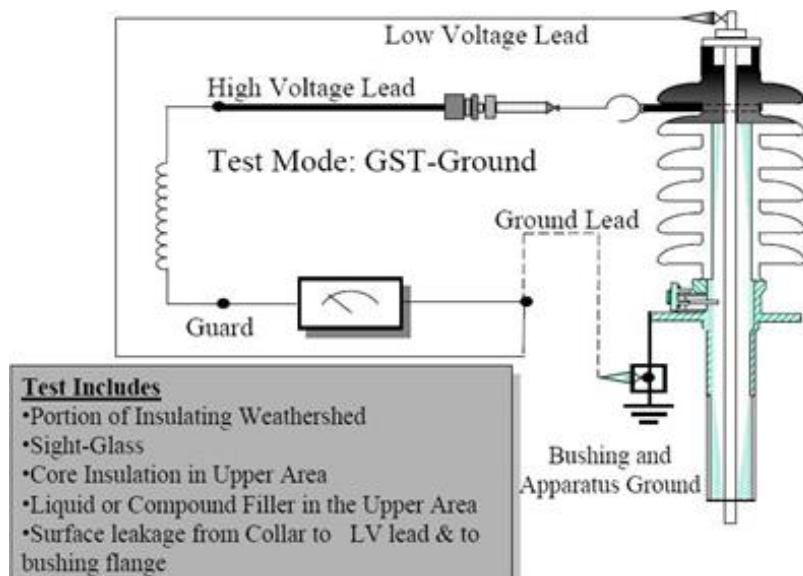 Low Voltage Lead
High Voltage Lead
Test Mode: GST-Ground
Ground Lead
Guard
Test Includes
•Portion of Insulating Weathershed
•Sight-Glass
•Core Insulation in Upper Area
•Liquid or Compound Filler in the Upper Area
•Surface leakage from Collar to LV lead & to
bushing flange
Bushing and
Apparatus Ground